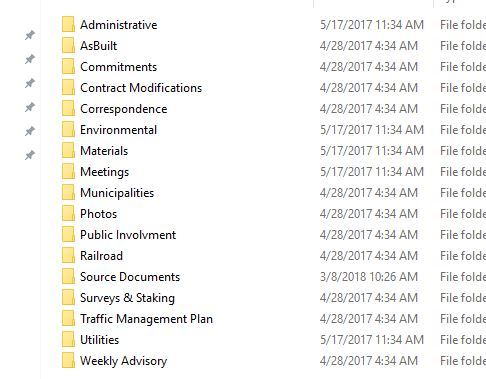 Administrative 5/17/2017 11:34 AM File folde
AsBuilt 4/28/2017 4:34 AM File folde
Commitments 4/28/2017 4:34 AM File folde
Contract Modifications 4/28/2017 4:34 AM File folde
Correspondence 4/28/2017 4:34 AM File folde
Environmental 5/17/2017 11:34 AM File folde
Materials 5/17/2017 11:34 AM File folde
Meetings 5/17/2017 11:34 AM File folde
Municipalities 4/28/2017 4:34 AM File folde
Photos 4/28/2017 4:34 AM File folde
Public Involvment 4/28/2017 4:34 AM File folde
Railroad 4/28/2017 4:34 AM File folde
Source Documents 3/8/2018 10:26 AM File folde
Surveys & Staking 4/28/2017 4:34 AM File folde
Traffic Management Plan 4/28/2017 4:34 AM File folde
Utilities 5/17/2017 11:34 AM File folde
Weekly Advisory 4/28/2017 4:34 AM File folde